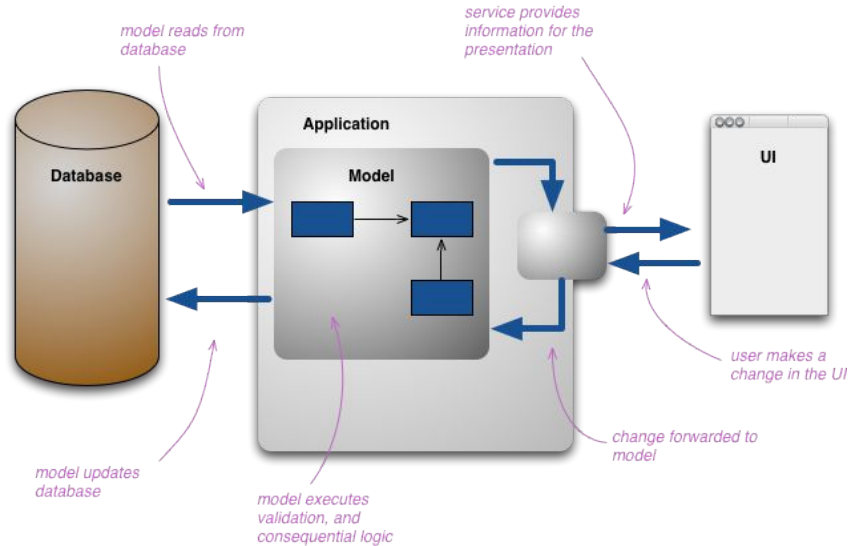 model reads from
database
service provides
information for the
presentation
Application
Database
Model
UI
user makes a
change in the UI
change forwarded to
model
model updates
database
model executes
validation, and
consequential logic